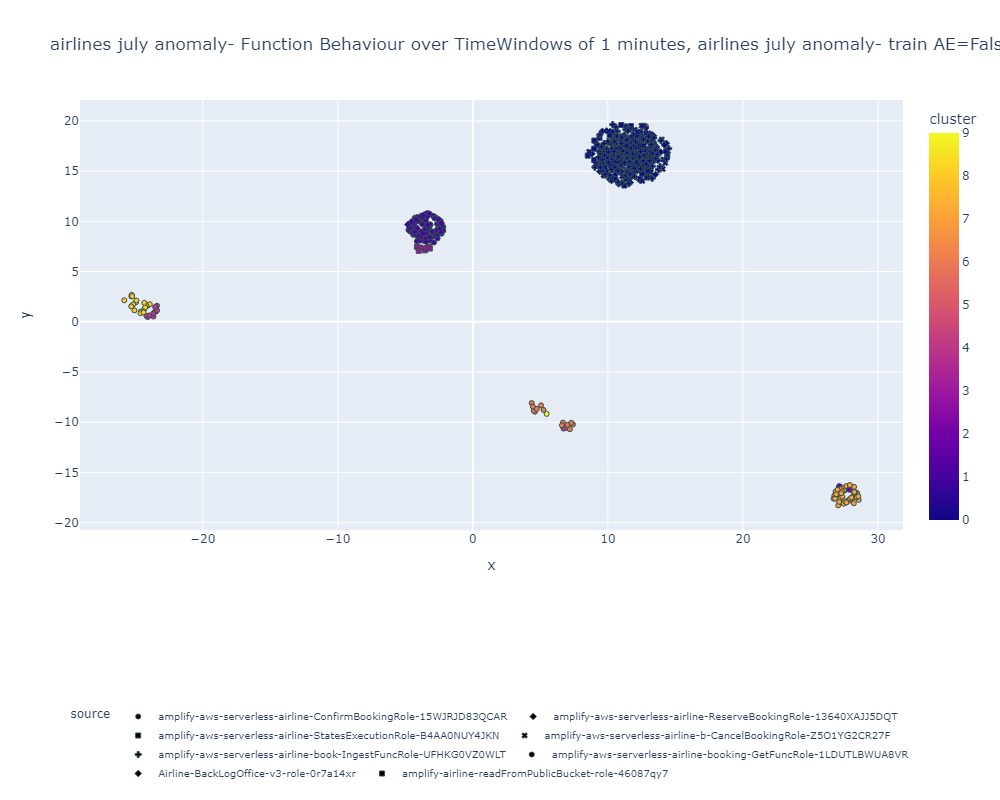 airlines july anomaly- Function Behaviour over TimeWindows of 1 minutes, airlines july anomaly- train AE=Fals
cluster
20
15
10
5
0
−5
−10
−15
−20
y
−20
−10
0
10
20
30
x
9
8
7
6
5
4
3
2
1
0
source
amplify-aws-serverless-airline-ConfirmBookingRole-15WJRJD83QCAR
amplify-aws-serverless-airline-ReserveBookingRole-13640XAJJ5DQT
amplify-aws-serverless-airline-StatesExecutionRole-B4AA0NUY4JKN
amplify-aws-serverless-airline-b-CancelBookingRole-Z5O1YG2CR27F
amplify-aws-serverless-airline-book-IngestFuncRole-UFHKG0VZ0WLT
amplify-aws-serverless-airline-booking-GetFuncRole-1LDUTLBWUA8VR
Airline-BackLogOffice-v3-role-0r7a14xr
amplify-airline-readFromPublicBucket-role-46087qy7